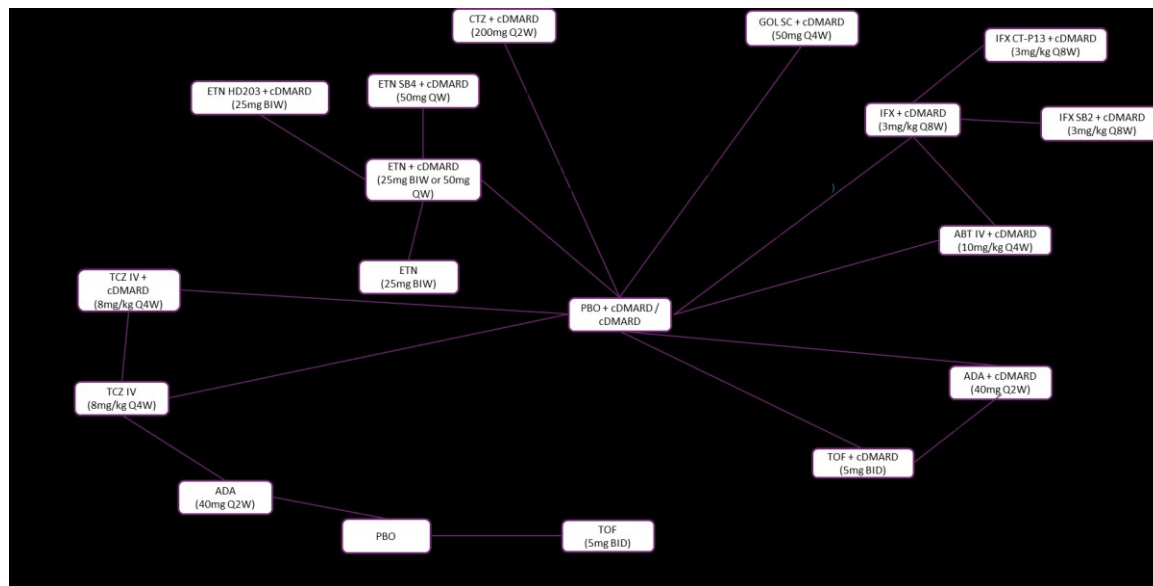 CTZ + cDMARD
(200mg Q2W)
GOL SC + cDMARD
(50mg Q4W)
IFX CT-P13 + cDMARD
(3mg/kg Q8W)
ETN HD203 + cDMARD
(25mg BIW)
ETN SB4 + cDMARD
(50mg QW)
IFX + cDMARD
(3mg/kg Q8W)
IFX SB2 + cDMARD
(3mg/kg Q8W)
ETN + cDMARD
(25mg BIW or 50mg
QW)
)
ABT IV + cDMARD
(10mg/kg Q4W)
ETN
(25mg BIW)
TCZ IV +
cDMARD
(8mg/kg Q4W)
PBO + cDMARD /
cDMARD
TCZ IV
(8mg/kg Q4W)
ADA + cDMARD
(40mg Q2W)
TOF + cDMARD
(5mg BID)
ADA
(40mg Q2W)
PBO
TOF
(5mg BID)